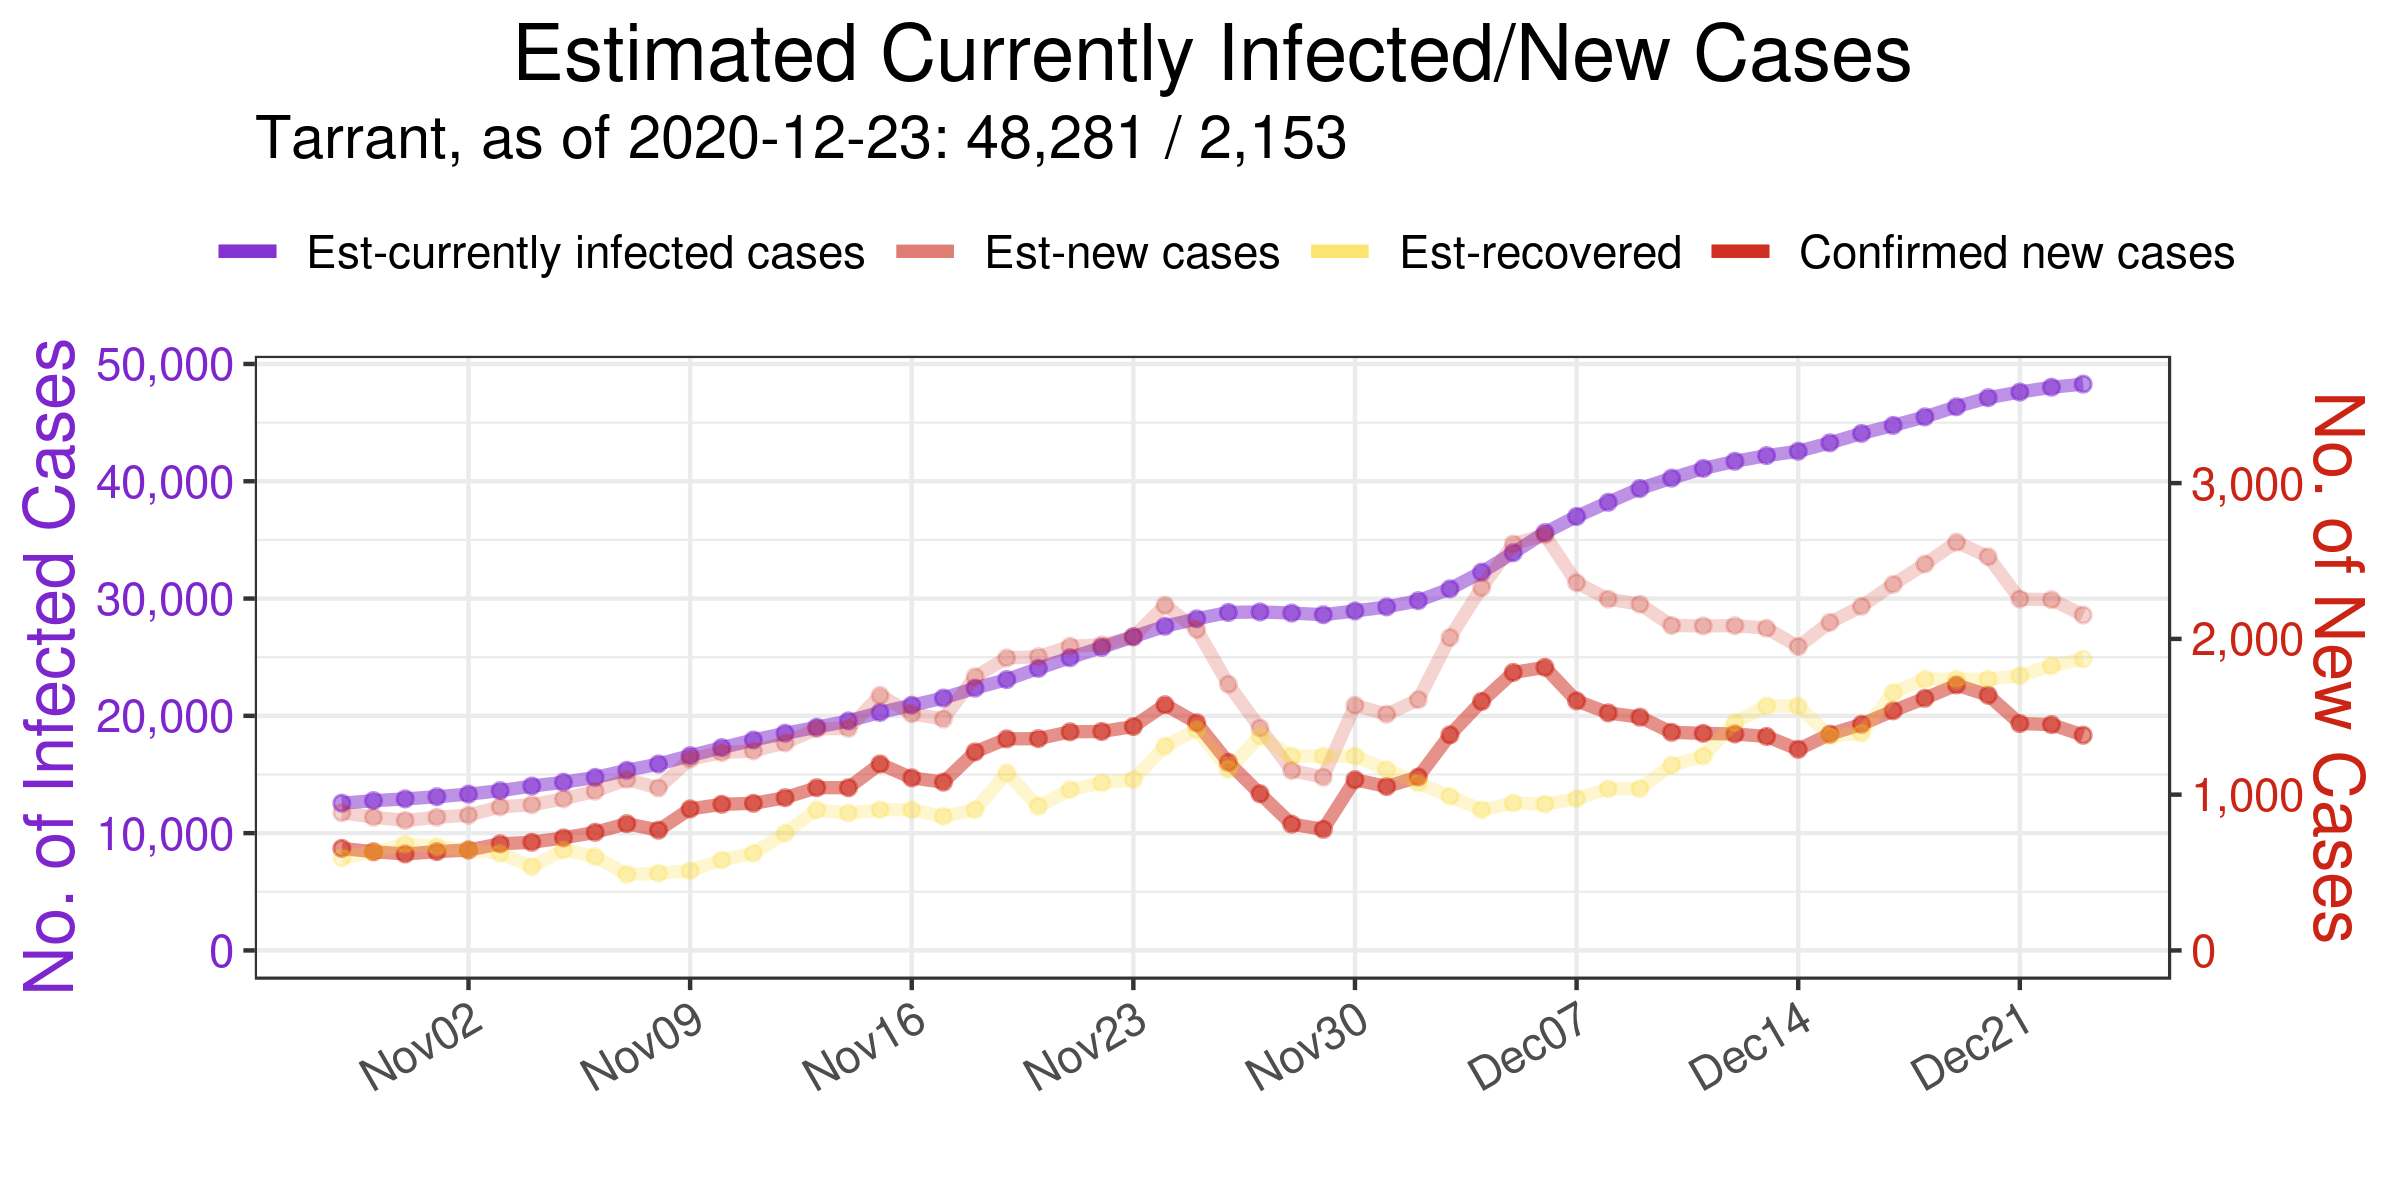 Estimated Currently Infected/New Cases
Tarrant, as of 2020-12-23: 48,281 / 2,153
Est-currently infected cases Est-new cases Est-recovered Confirmed new cases
No. of Infected Cases
50,000
40,000
30,000
20,000
10,000
0
3,000
2,000
1,000
0
No. of New Cases
Nov02 Nov09 Nov16 Nov23 Nov30 Dec07 Dec14 Dec21